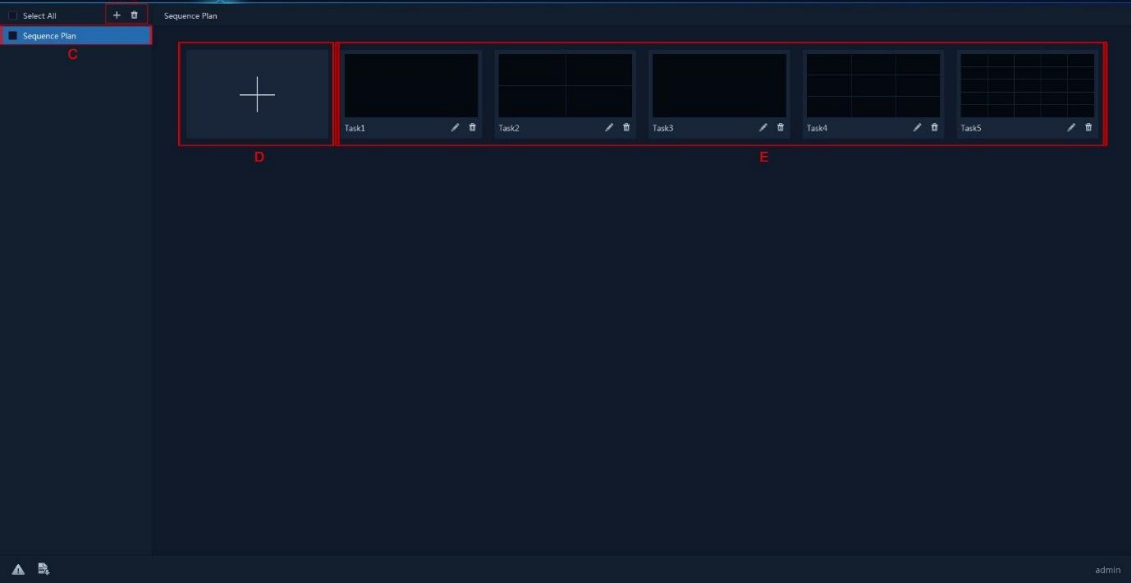 Select All
Sequence Plan
Sequence Plan
C
Task1
Task2
Task3
Task4
Task5
D
E
admin